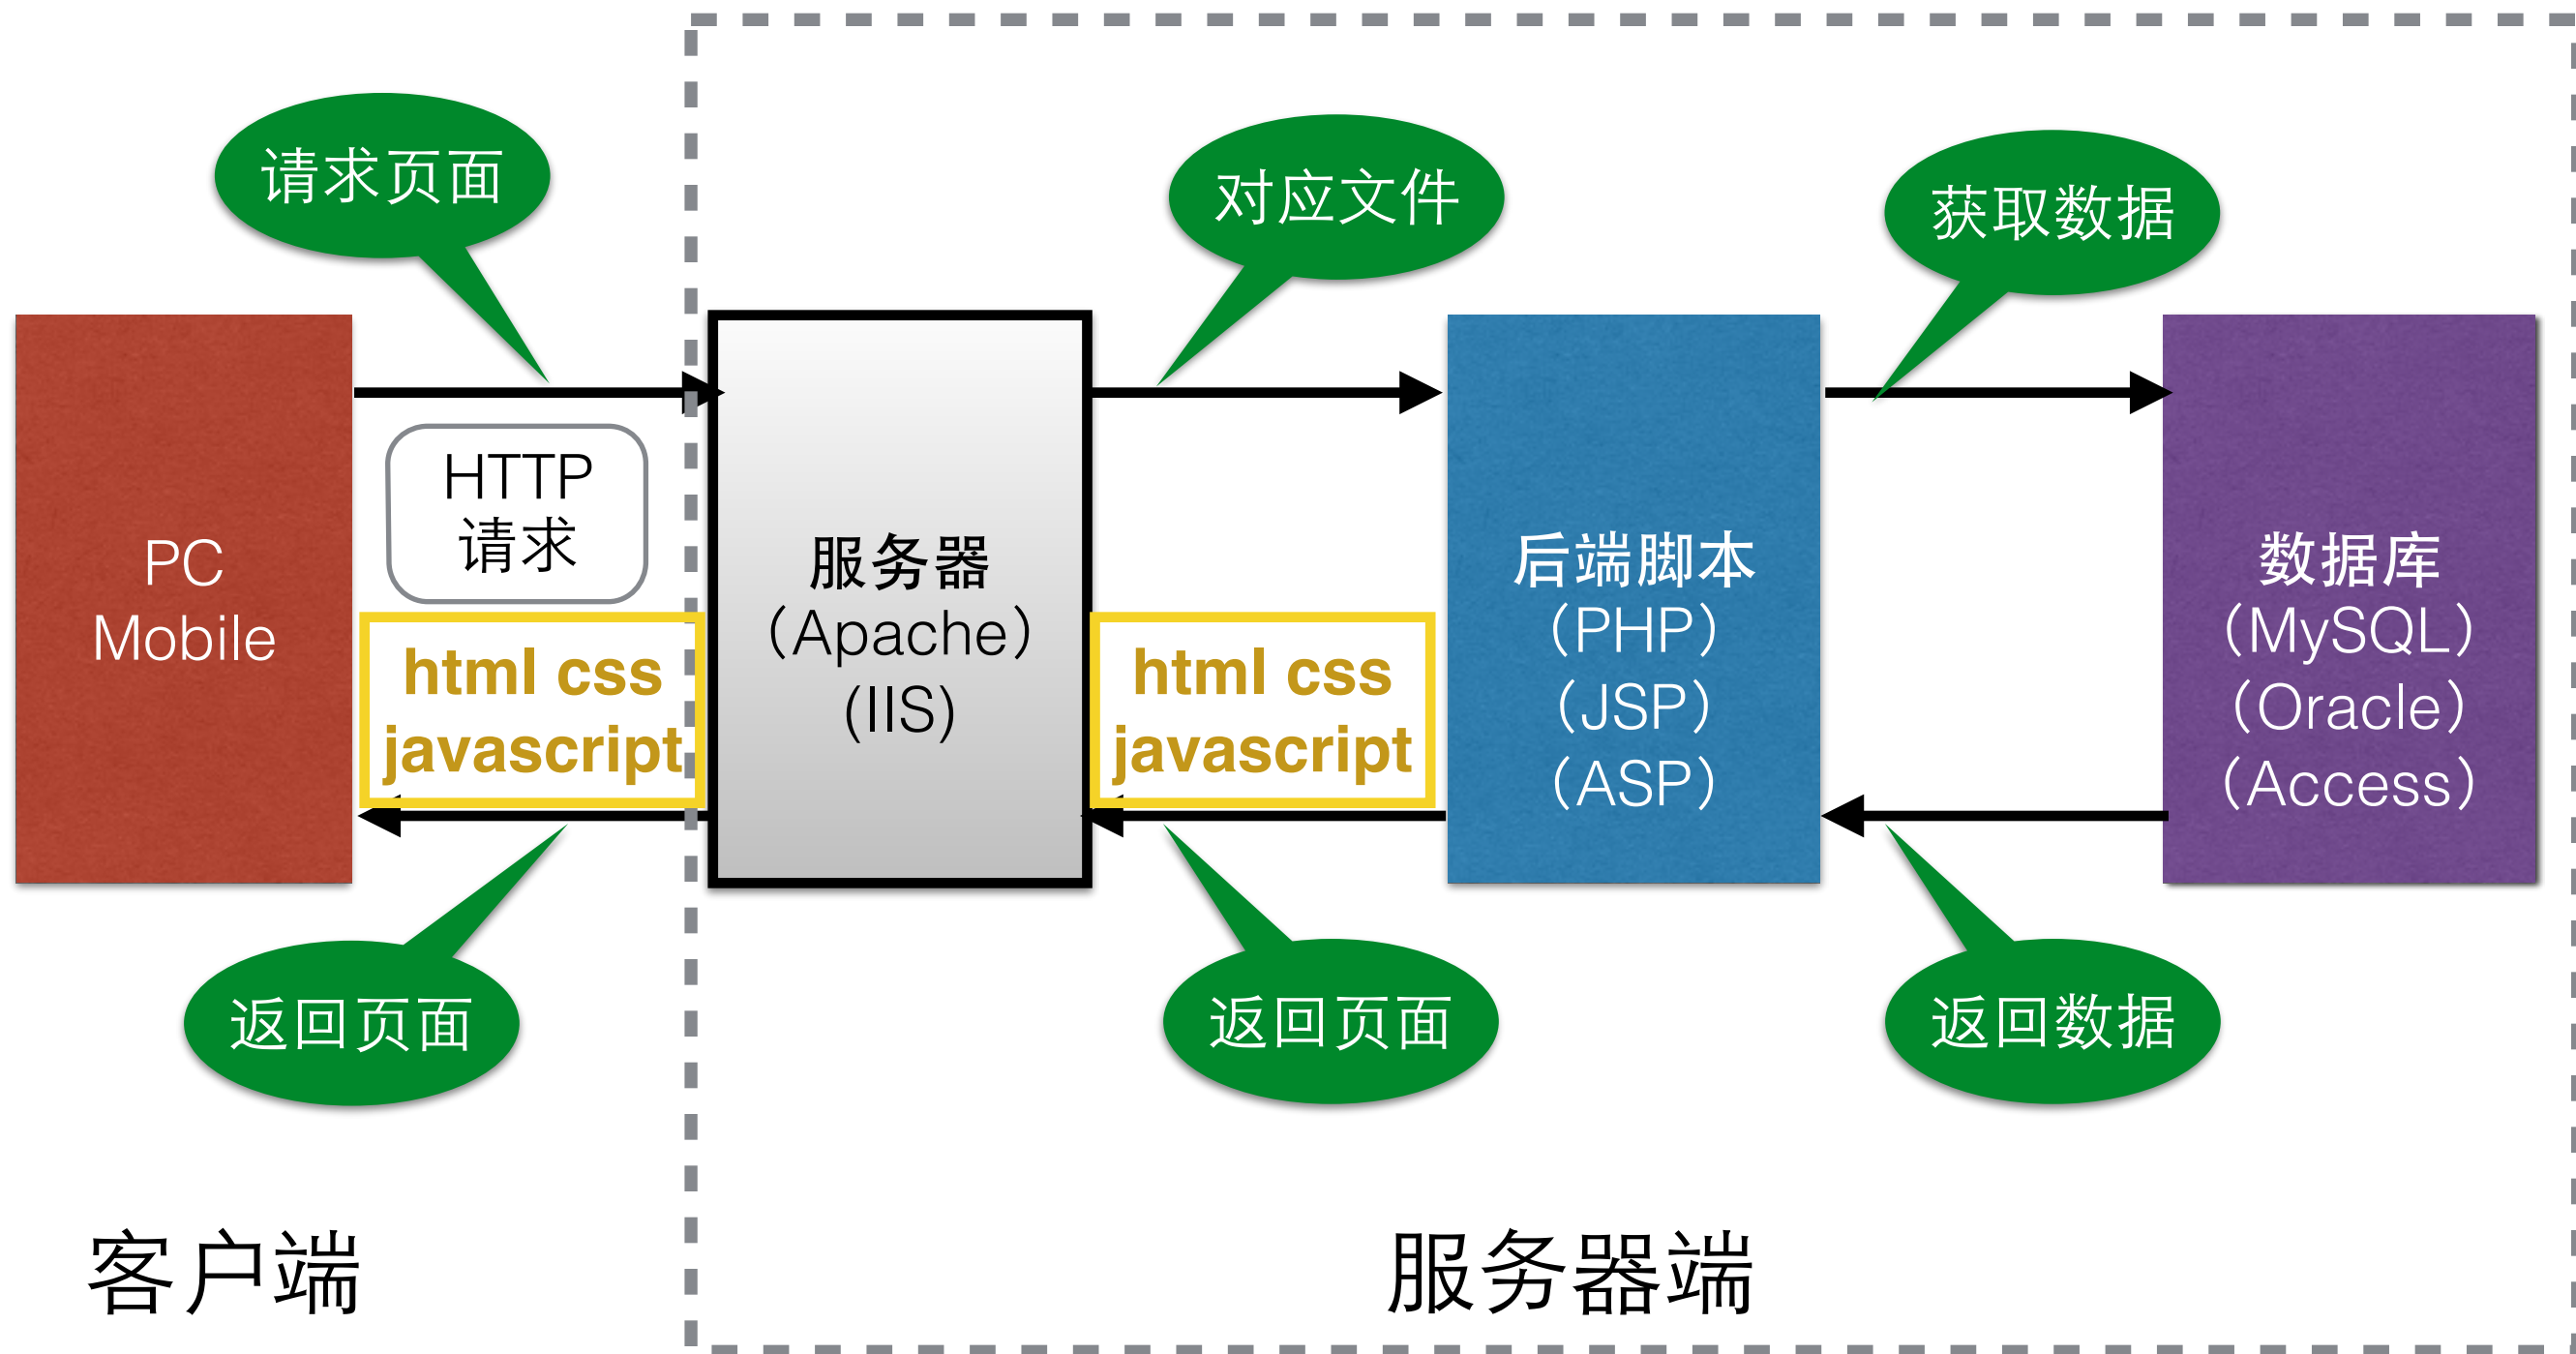 请求页面
对应文件
获取数据
HTTP
请求
PC
Mobile
html css
javascript
服务器
（Apache）
(IIS)
html css
javascript
后端脚本
（PHP）
（JSP）
（ASP）
数据库
（MySQL）
（Oracle）
（Access）
返回页面
返回页面
返回数据
客户端
服务器端